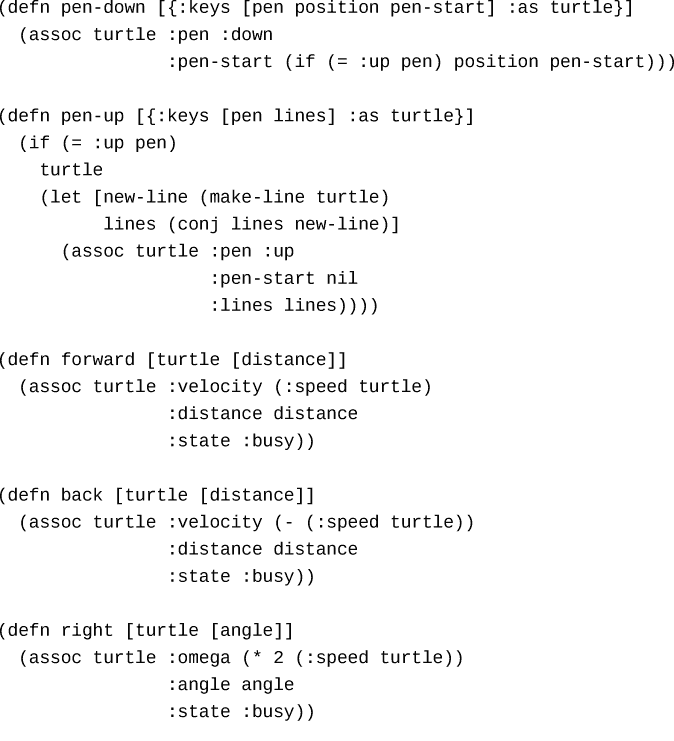 (defn pen-down [{:keys [pen position pen-start] :as turtle}]
  (assoc turtle :pen :down
                :pen-start (if (= :up pen) position pen-start)))

(defn pen-up [{:keys [pen lines] :as turtle}]
  (if (= :up pen)
    turtle
    (let [new-line (make-line turtle)
          lines (conj lines new-line)]
      (assoc turtle :pen :up
                    :pen-start nil
                    :lines lines))))

(defn forward [turtle [distance]]
  (assoc turtle :velocity (:speed turtle)
                :distance distance
                :state :busy))

(defn back [turtle [distance]]
  (assoc turtle :velocity (- (:speed turtle))
                :distance distance
                :state :busy))

(defn right [turtle [angle]]
  (assoc turtle :omega (* 2 (:speed turtle))
                :angle angle
                :state :busy))